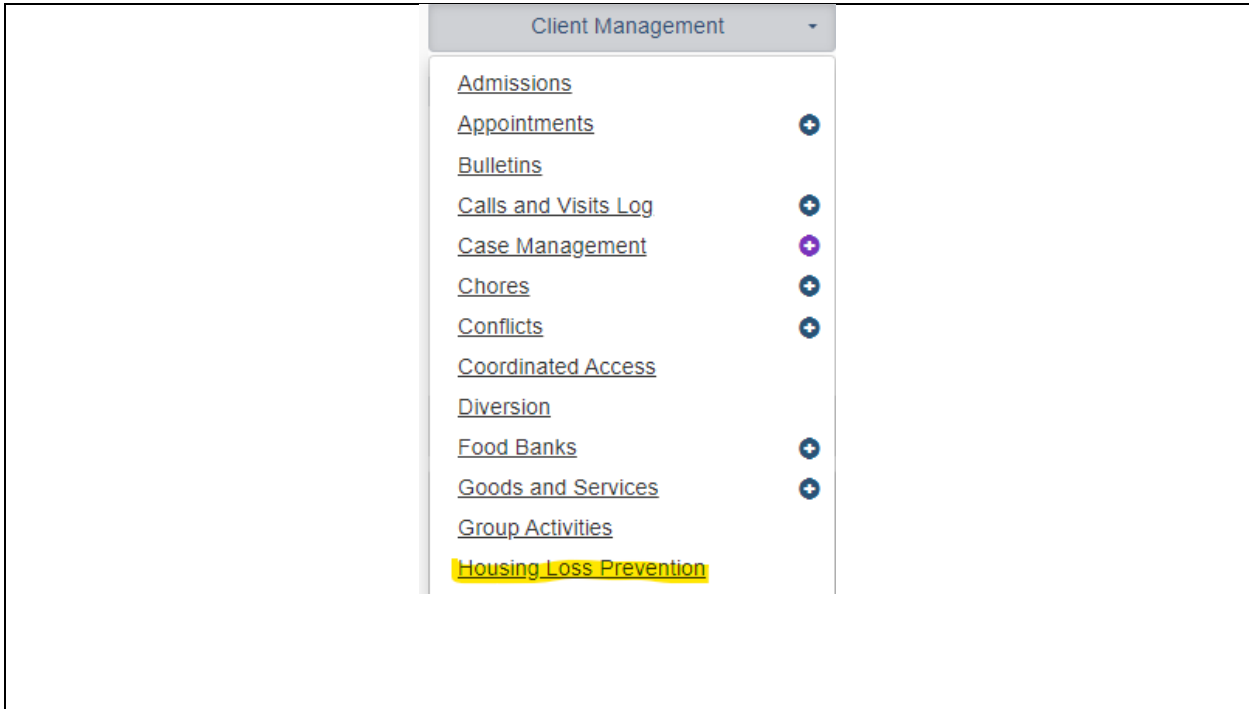 Client Management
Admissions
Appointments
Bulletins
Calls and Visits Log
Case Management
Chores
Conflicts
Coordinated Access
Diversion
Food Banks
Goods and Services
Group Activities
Housing Loss Prevention